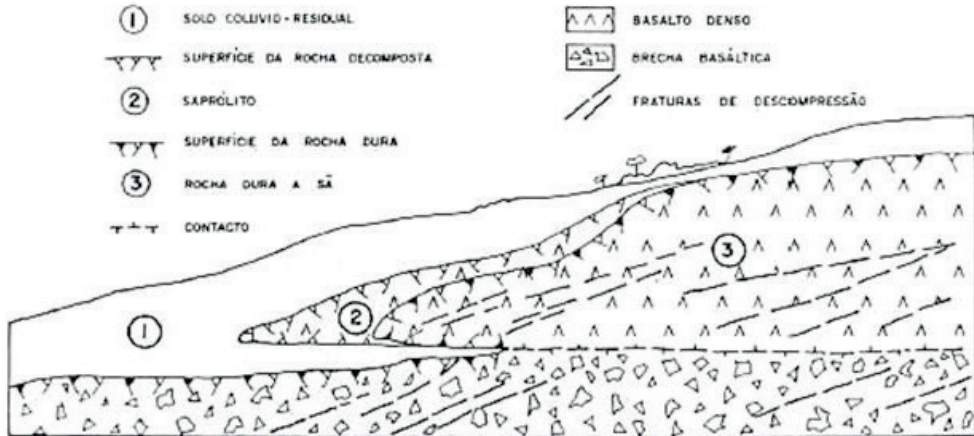 1 SOLO COLUVIO-RESIDUAL
SUPERFÍCIE DA ROCHA DECOMPOSTA
2 SAPRÓLITO
SUPERFÍCIE DA ROCHA DURA
3 ROCHA DURA A SÃ
CONTACTO
BASALTO DENSO
BRECHA BASÁLTICA
FRATURAS DE DESCOMPRESSÃO
3
2
1